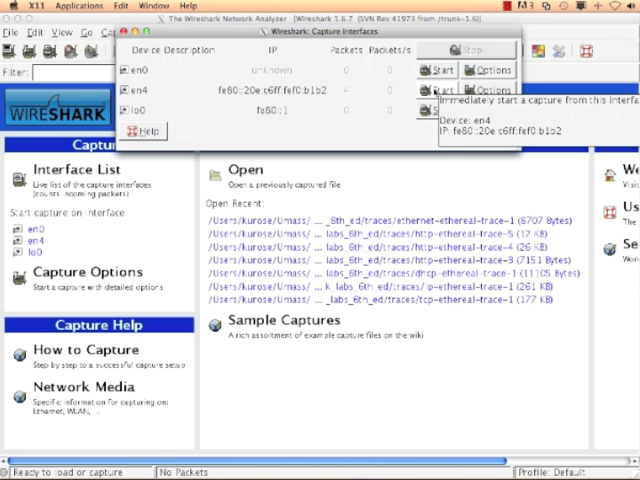 X11 Applications Edit Window Help
The Wireshark Network Analyzer [Wireshark 1.6.7 (SVN Rev 41973 from /trunk-1.6)]
File Edit View Go
Wireshark: Capture Interfaces
Device Description IP Packets Packets/s Stop
en0 unknown 0 0 Start Options
en4 fe80::20e:c6ff:fef0:b1b2 4 0 Start Options
lo0 fe80::1 0 0 S
Help
Immediately start a capture from this interfa
Device: en4
IP: fe80::20e:c6ff:fef0:b1b2
Filter:
WIRESHARK
Captu
Interface List
Live list of the capture interfaces
(counts incoming packets)
Start capture on interface
en0
en4
lo0
Capture Options
Start a capture with detailed options
Capture Help
How to Capture
Step by step to a successful capture setup
Network Media
Specific information for capturing on:
Ethernet, WLAN, ...
Open
Open a previously captured file
Open Recent:
/Users/kurose/Umass/ ... _6th_ed/traces/ethernet-ethereal-trace-1 (6707 Bytes)
/Users/kurose/Umass/ ... labs_6th_ed/traces/http-ethereal-trace-5 (12 KB)
/Users/kurose/Umass/ ... labs_6th_ed/traces/http-ethereal-trace-4 (26 KB)
/Users/kurose/Umass/ ... labs_6th_ed/traces/http-ethereal-trace-3 (7151 Bytes)
/Users/kurose/Umass/ ... labs_6th_ed/traces/dhcp-ethereal-trace-1 (11105 Bytes)
/Users/kurose/Umass/ ... k_labs_6th_ed/traces/ip-ethereal-trace-1 (261 KB)
/Users/kurose/Umass/ ... _labs_6th_ed/traces/tcp-ethereal-trace-1 (177 KB)
Sample Captures
A rich assortment of example capture files on the wiki
We
Visi
Us
The
Se
Wor
Ready to load or capture No Packets Profile: Default